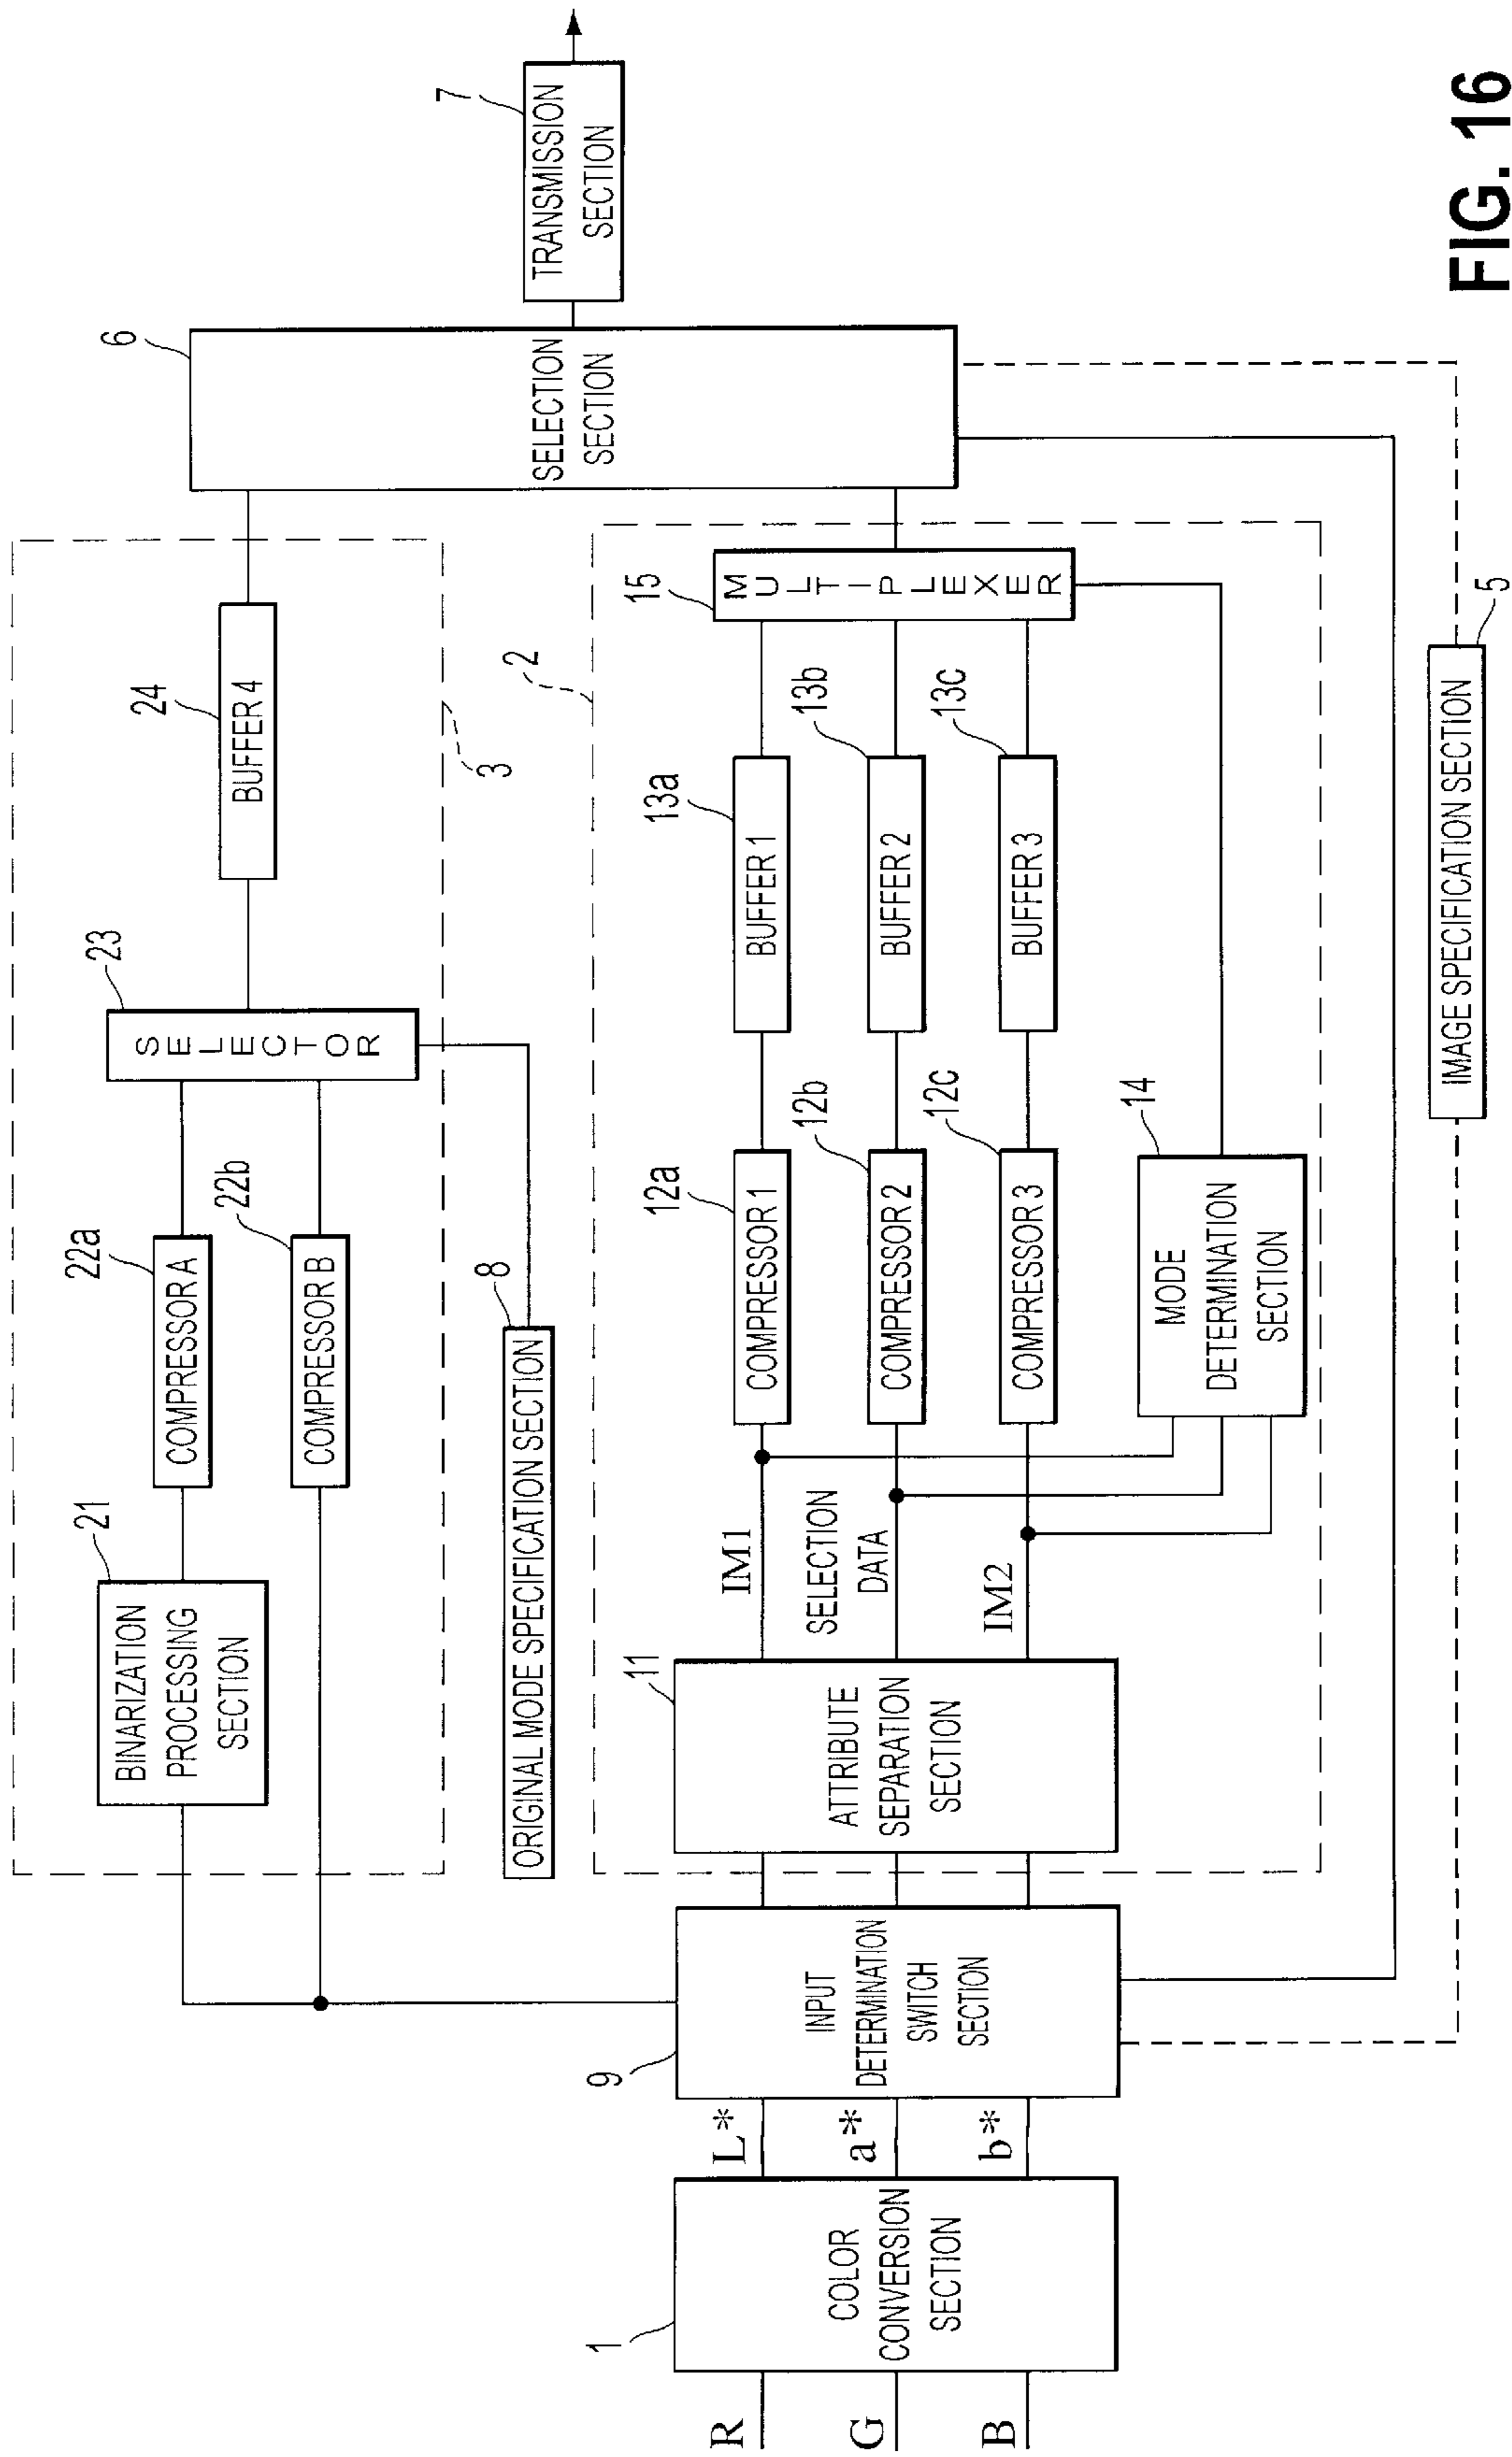 R
G
B
1
COLOR
CONVERSION
SECTION
L*
a*
b*
9
INPUT
DETERMINATION
SWITCH
SECTION
21
BINARIZATION
PROCESSING
SECTION
22a
COMPRESSOR A
22b
COMPRESSOR B
23
SELECTOR
24
BUFFER 4
3
8
ORIGINAL MODE SPECIFICATION SECTION
2
11
ATTRIBUTE
SEPARATION
SECTION
IM1
SELECTION
DATA
IM2
12a
COMPRESSOR 1
12b
COMPRESSOR 2
12c
COMPRESSOR 3
13a
BUFFER 1
13b
BUFFER 2
13c
BUFFER 3
14
MODE
DETERMINATION
SECTION
15
MULTIPLEXER
5
IMAGE SPECIFICATION SECTION
6
SELECTION
SECTION
7
TRANSMISSION
SECTION
FIG. 16